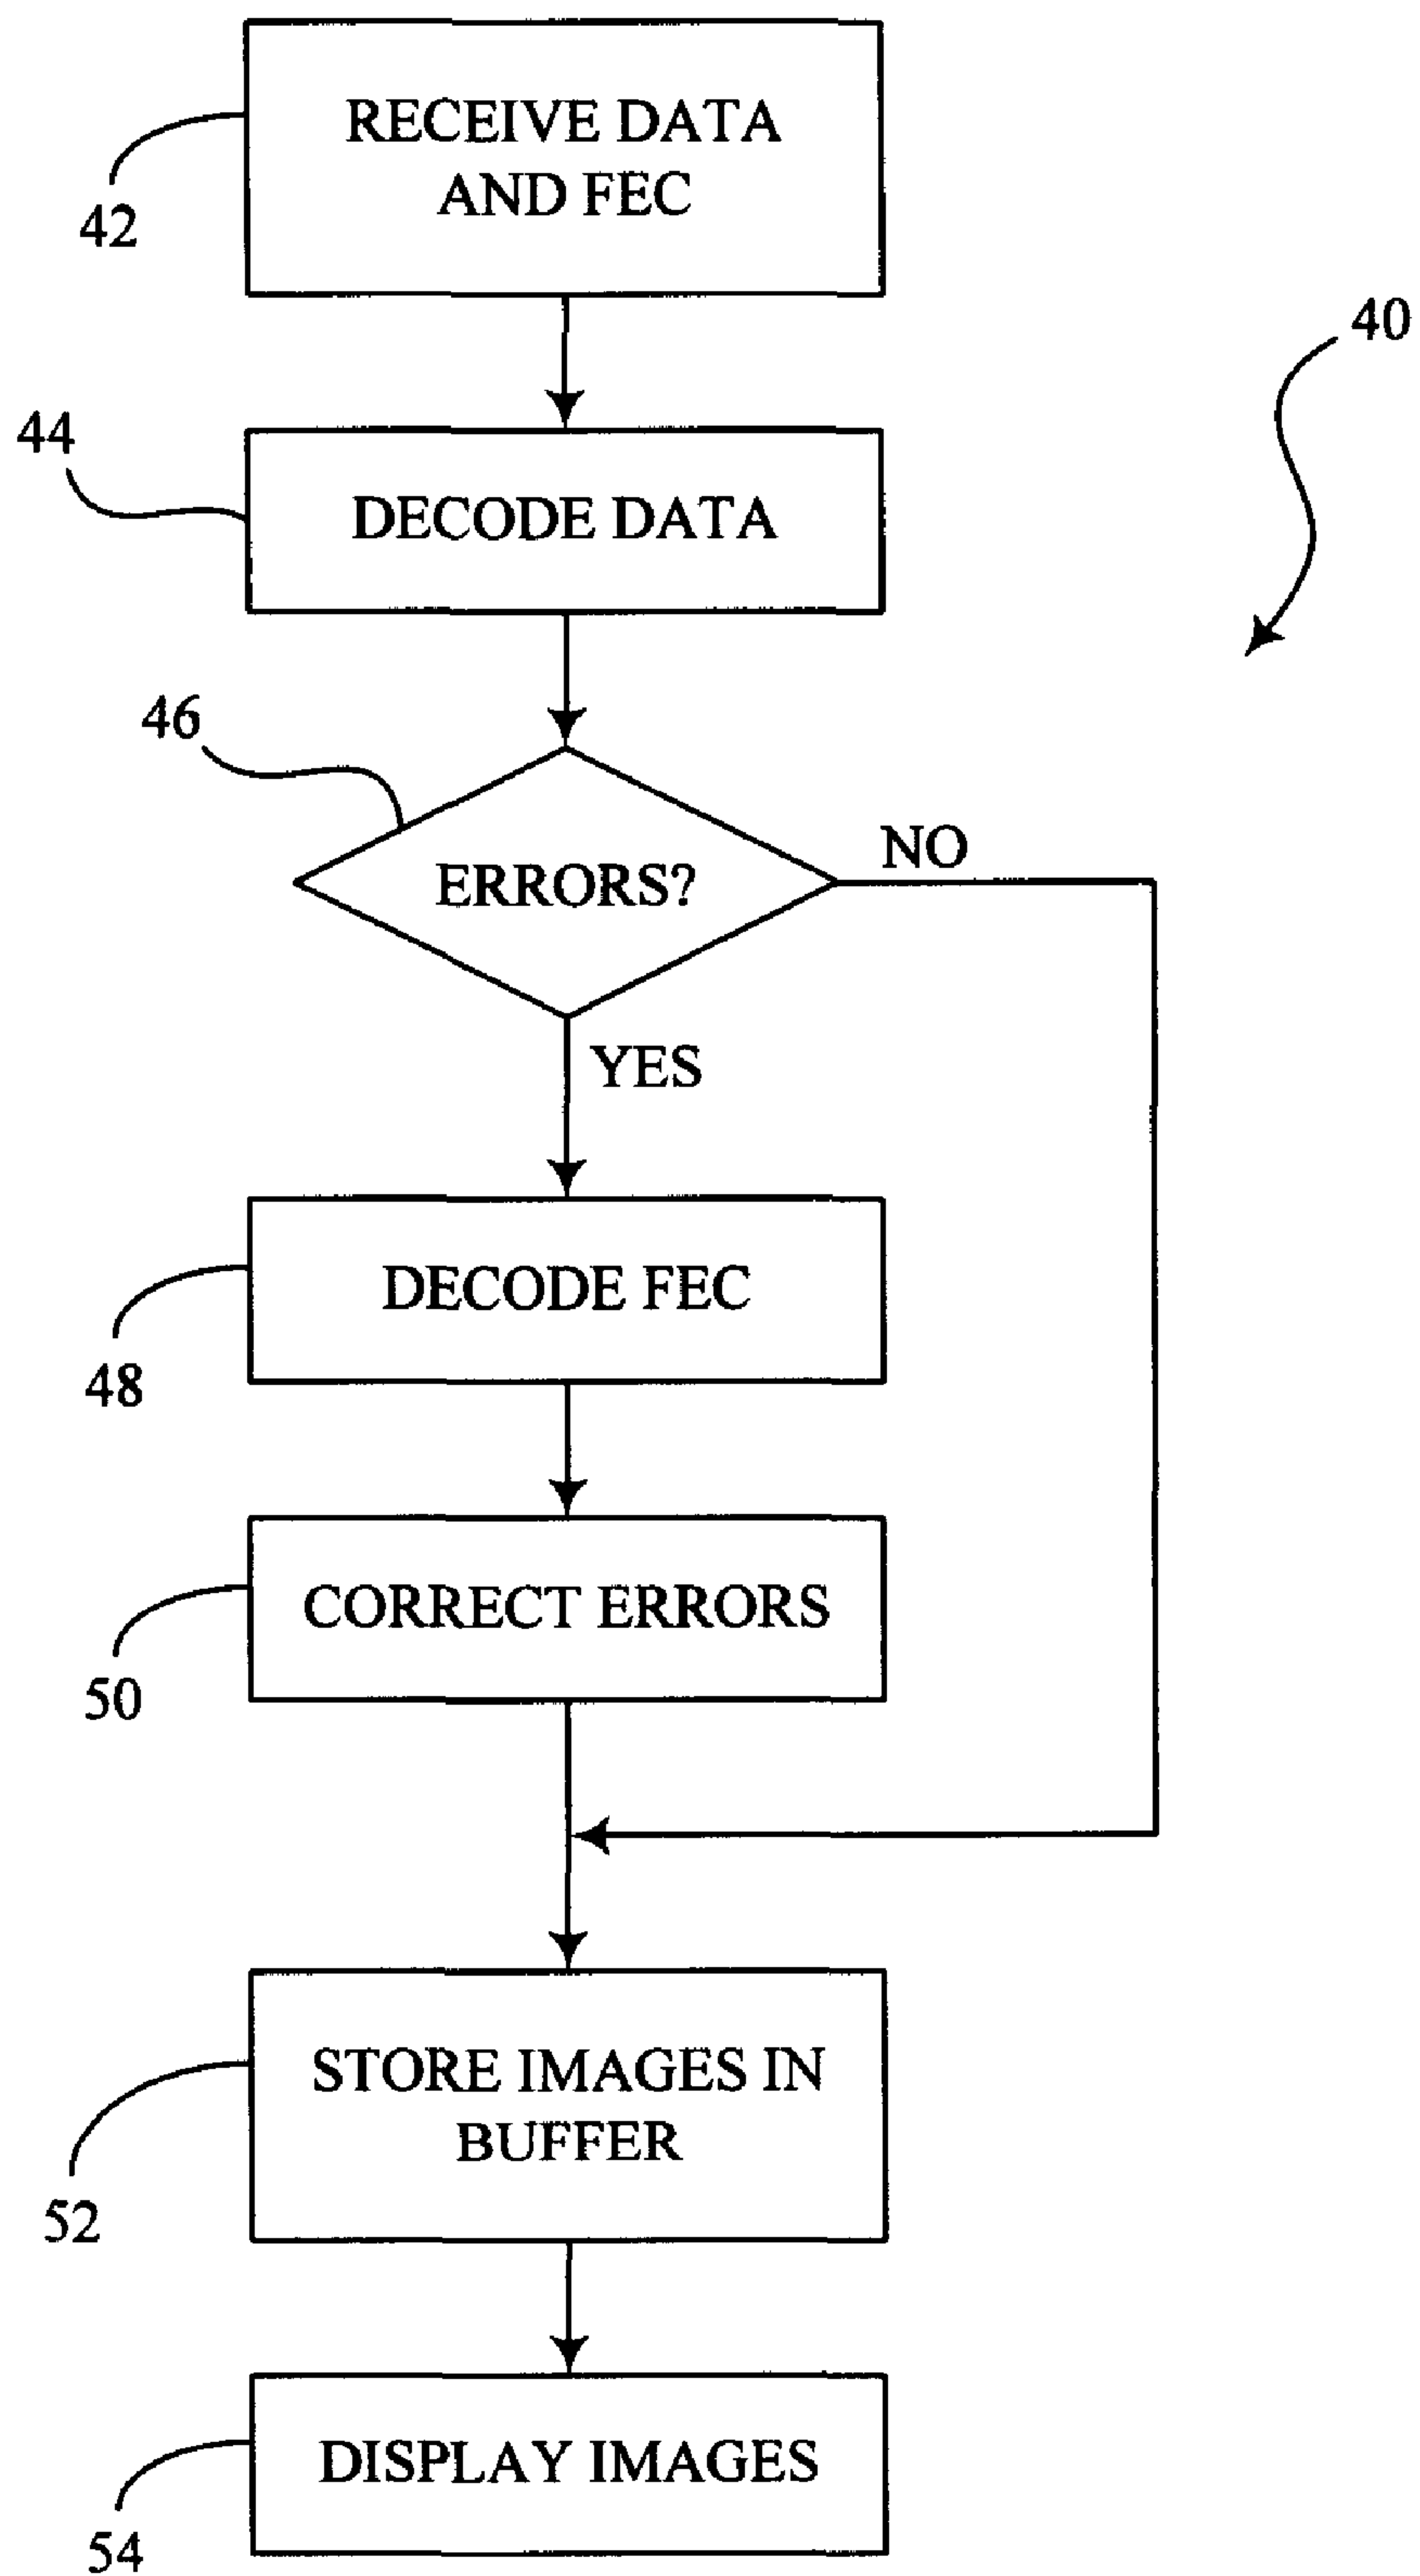 RECEIVE DATA
AND FEC
42
40
44
DECODE DATA
46
ERRORS?
NO
YES
DECODE FEC
48
CORRECT ERRORS
50
STORE IMAGES IN
BUFFER
52
DISPLAY IMAGES
54